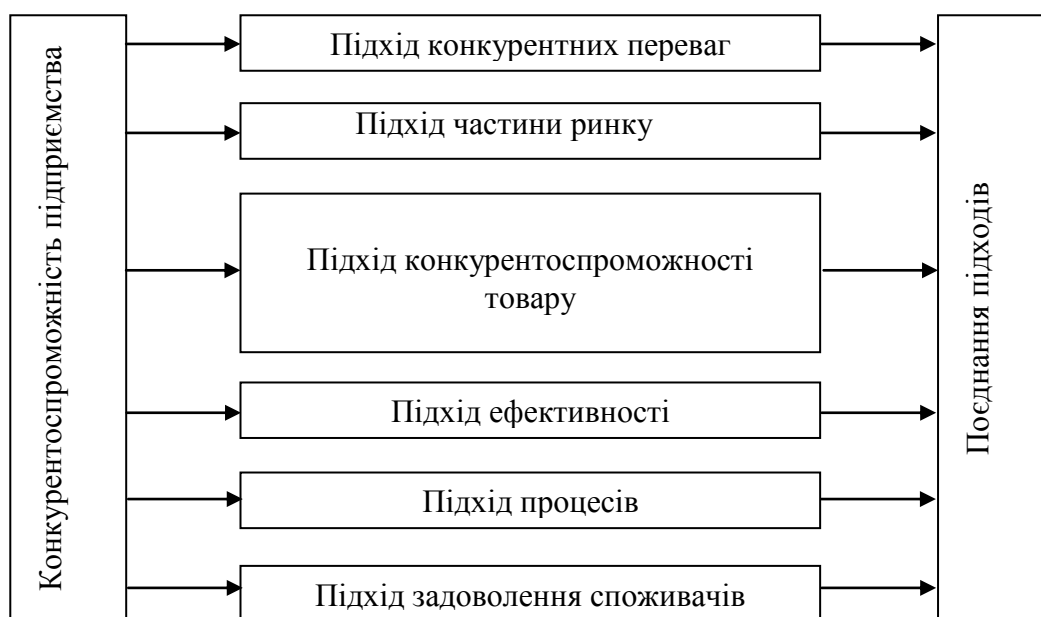 Конкурентоспроможність підприємства
Підхід конкурентних переваг
Підхід частини ринку
Підхід конкурентоспроможності
товару
Підхід ефективності
Підхід процесів
Підхід задоволення споживачів
Поєднання підходів